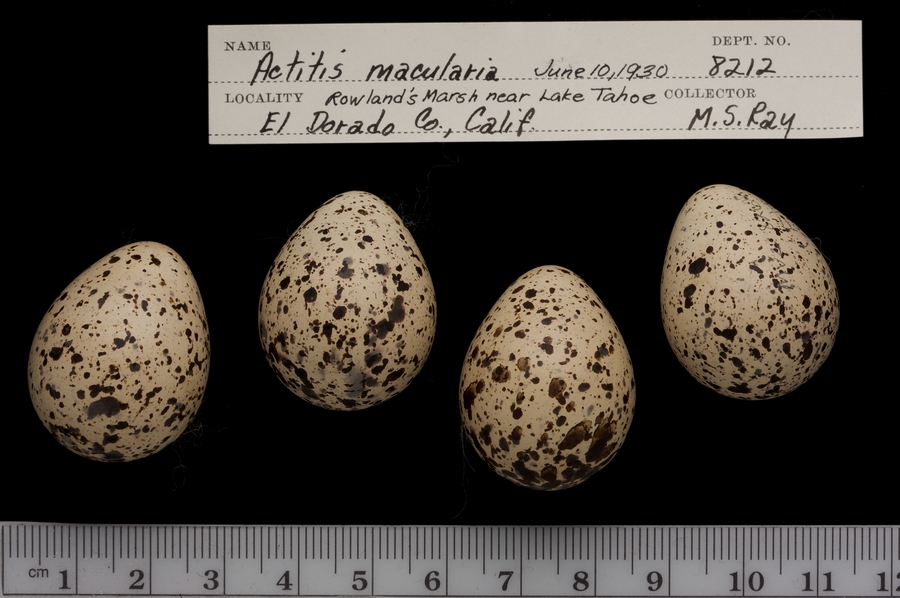 NAME DEPT. NO.
Actitis macularia June 10, 1930 8212
LOCALITY Rowland's Marsh near Lake Tahoe COLLECTOR
El Dorado Co., Calif. M.S. Ray
cm 1 2 3 4 5 6 7 8 9 10 11 12